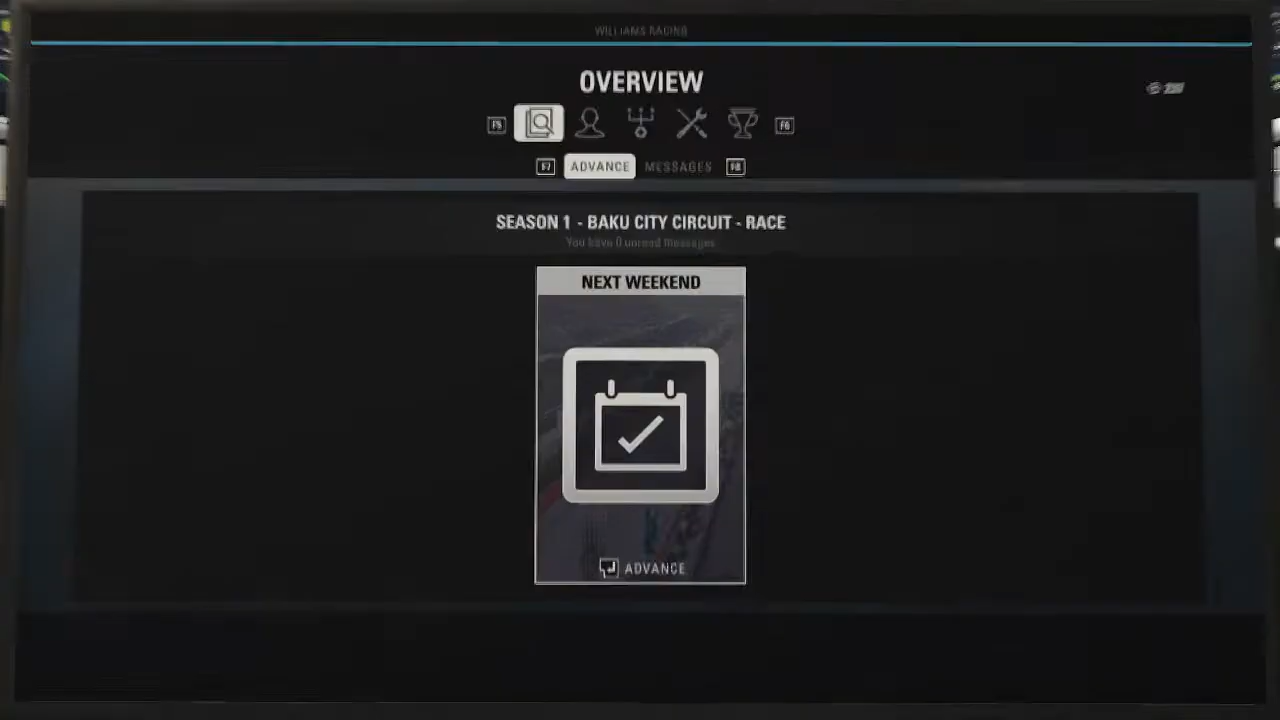 WILLIAMS RACING
OVERVIEW
F5
F6
F7
ADVANCE
MESSAGES
F8
SEASON 1 - BAKU CITY CIRCUIT - RACE
You have 0 unread messages
NEXT WEEKEND
ADVANCE